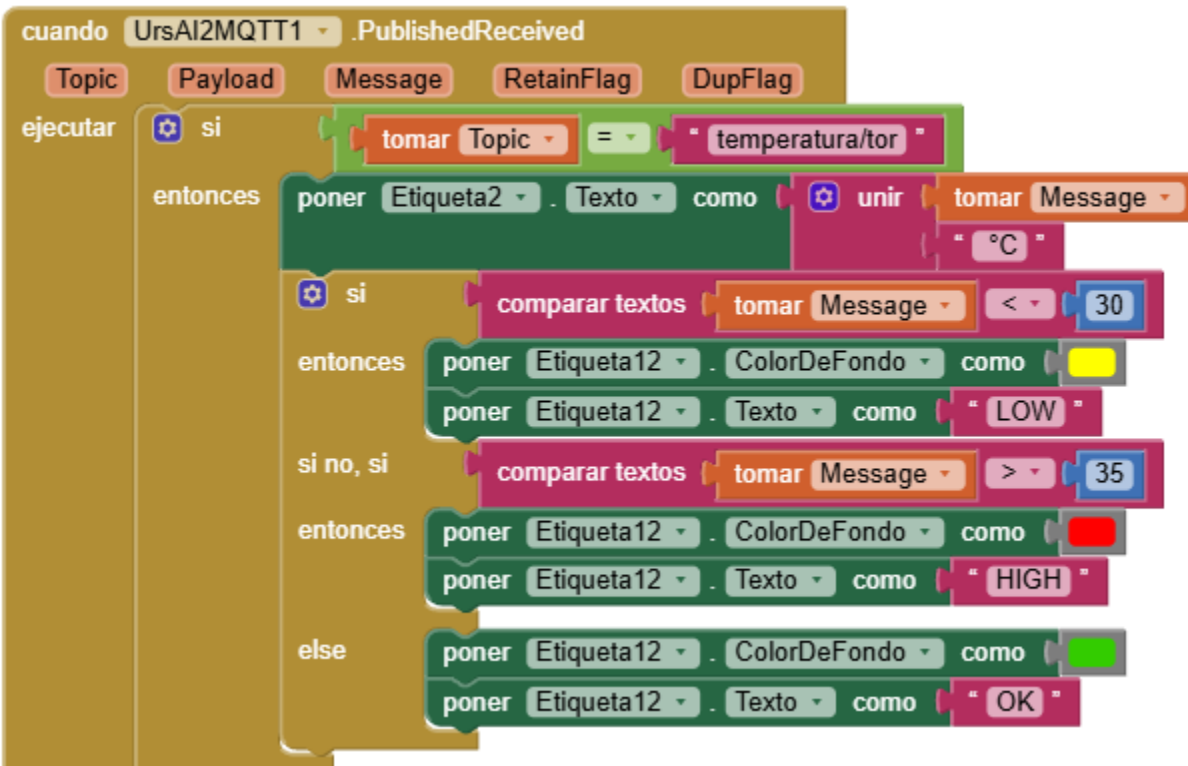 cuando UrsAI2MQTT1 .PublishedReceived
Topic Payload Message RetainFlag DupFlag
ejecutar si tomar Topic = " temperatura/tor "
entonces poner Etiqueta2 . Texto como unir tomar Message
" °C "
si comparar textos tomar Message < 30
entonces poner Etiqueta12 . ColorDeFondo como
poner Etiqueta12 . Texto como " LOW "
si no, si comparar textos tomar Message > 35
entonces poner Etiqueta12 . ColorDeFondo como
poner Etiqueta12 . Texto como " HIGH "
else poner Etiqueta12 . ColorDeFondo como
poner Etiqueta12 . Texto como " OK "